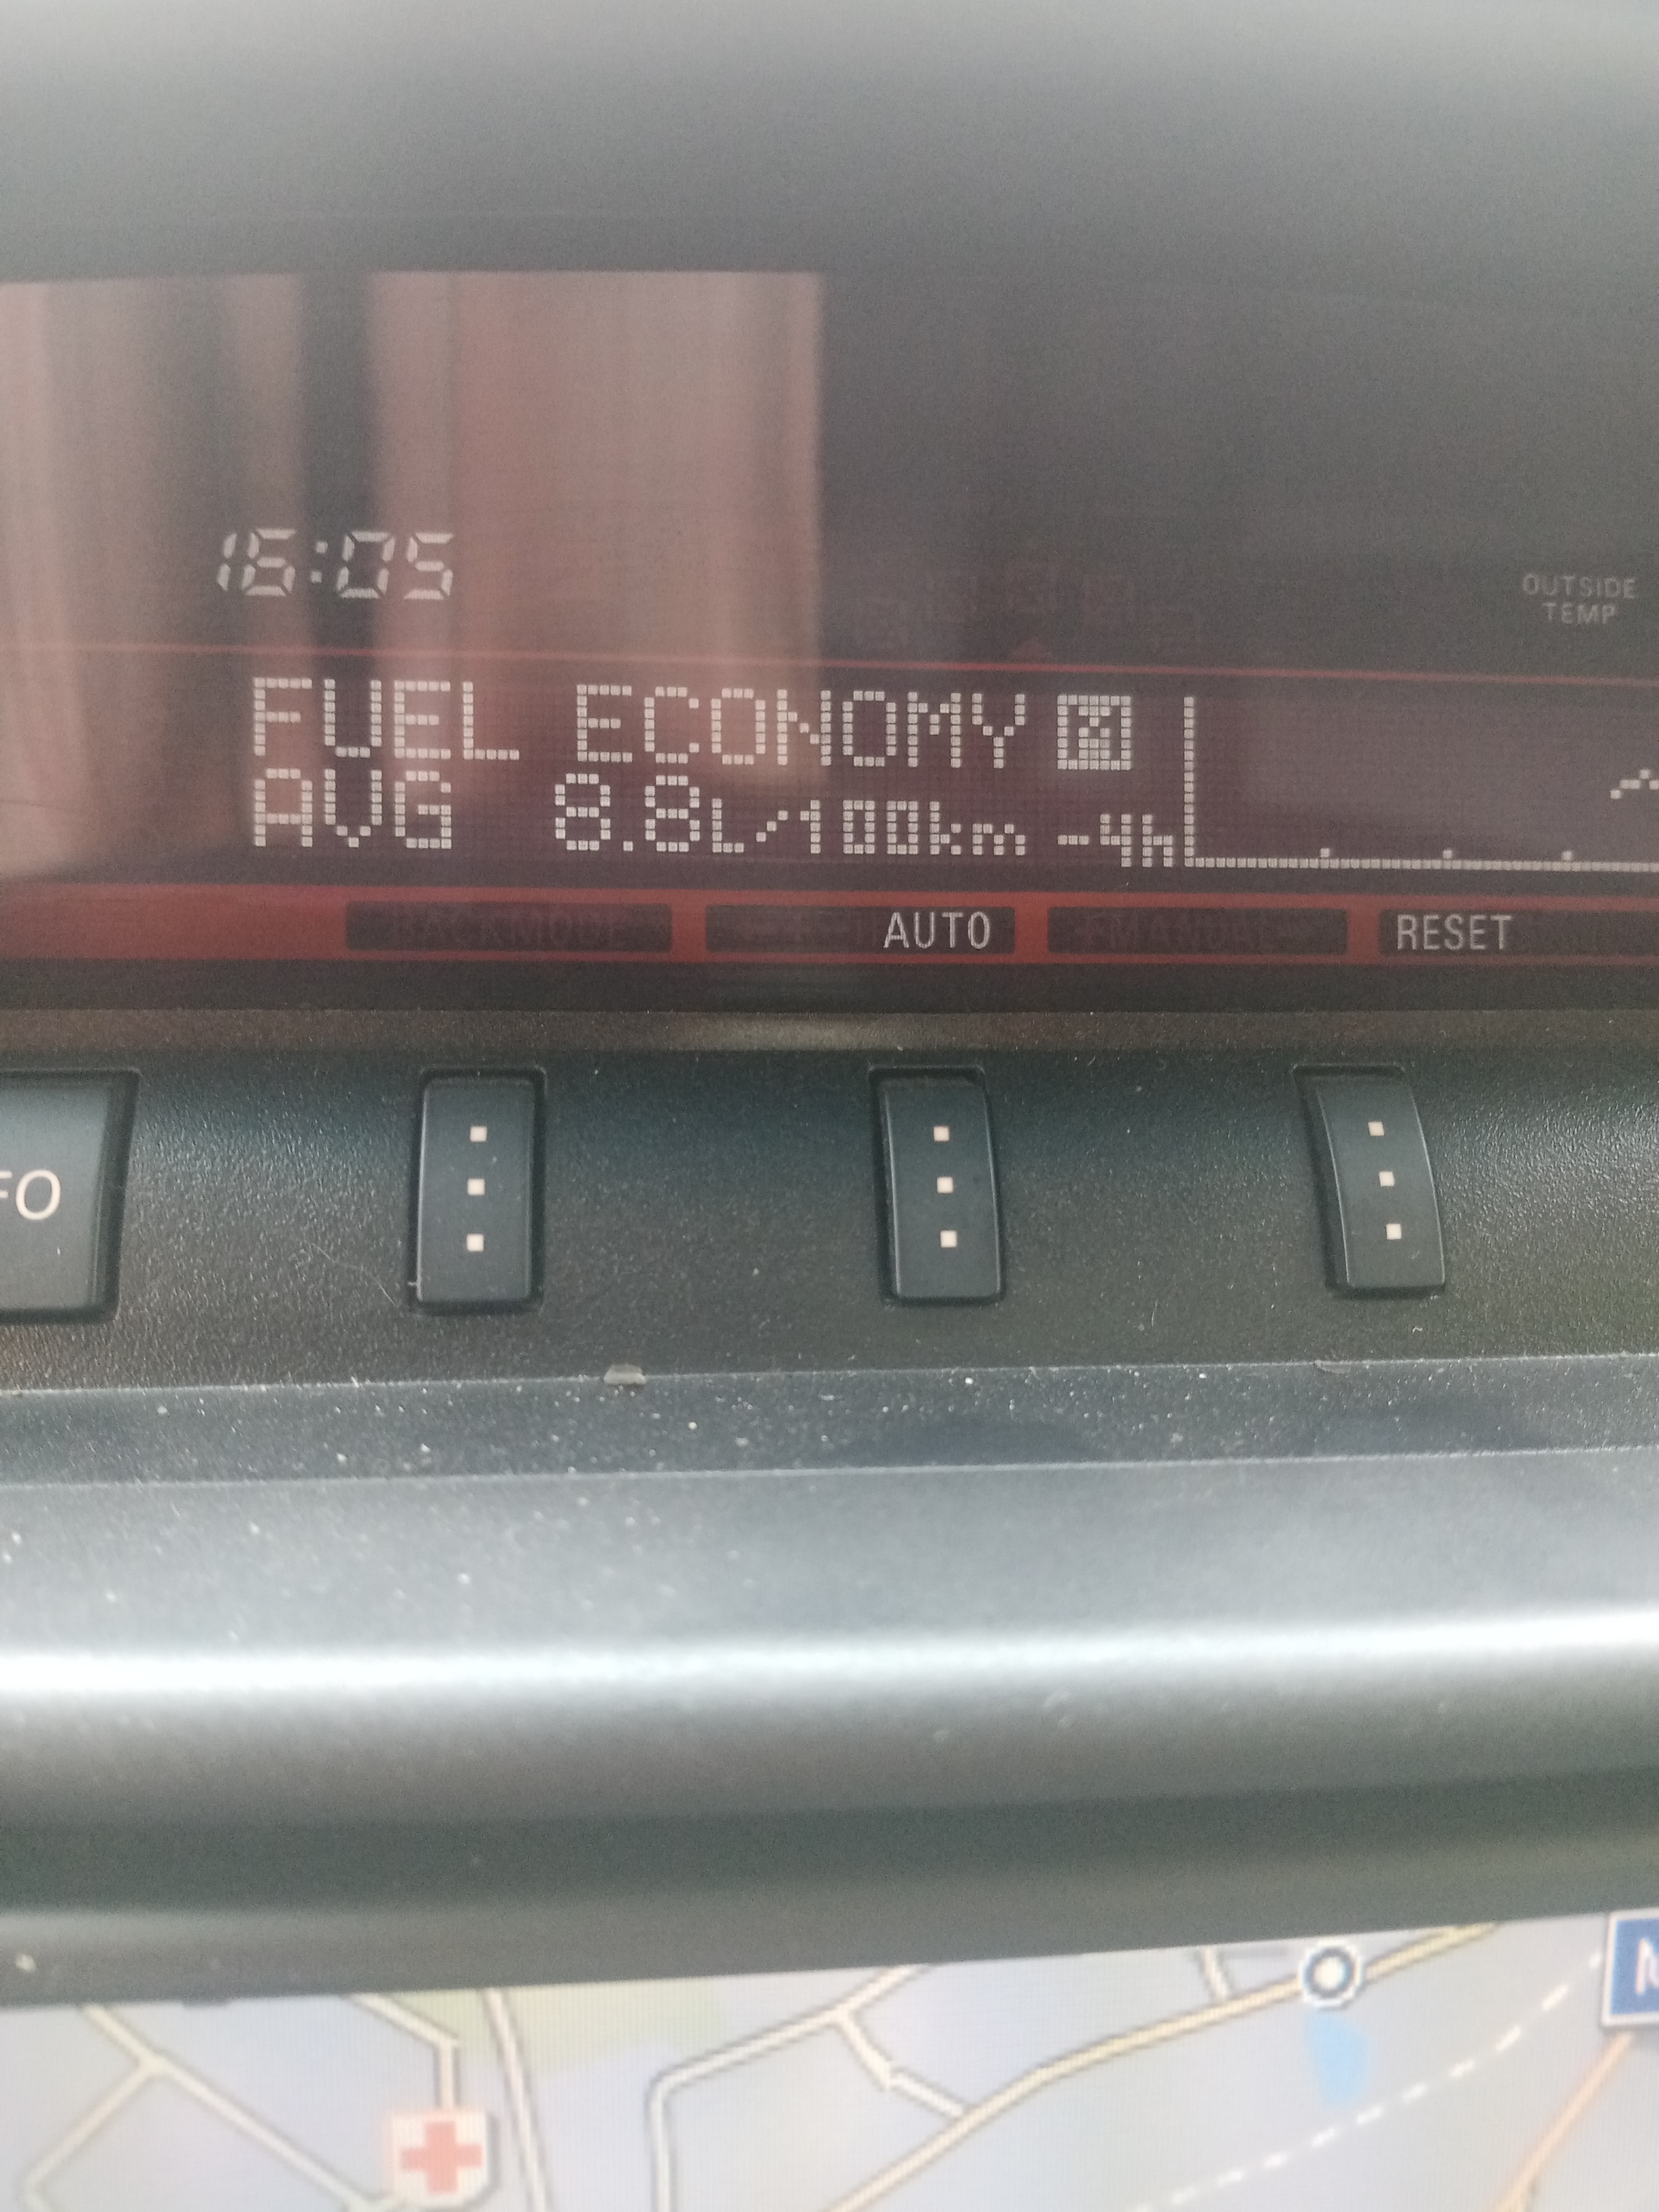 16:05
OUTSIDE
TEMP
FUEL ECONOMY
AVG 8.8L/100km -4h
AUTO RESET
FO